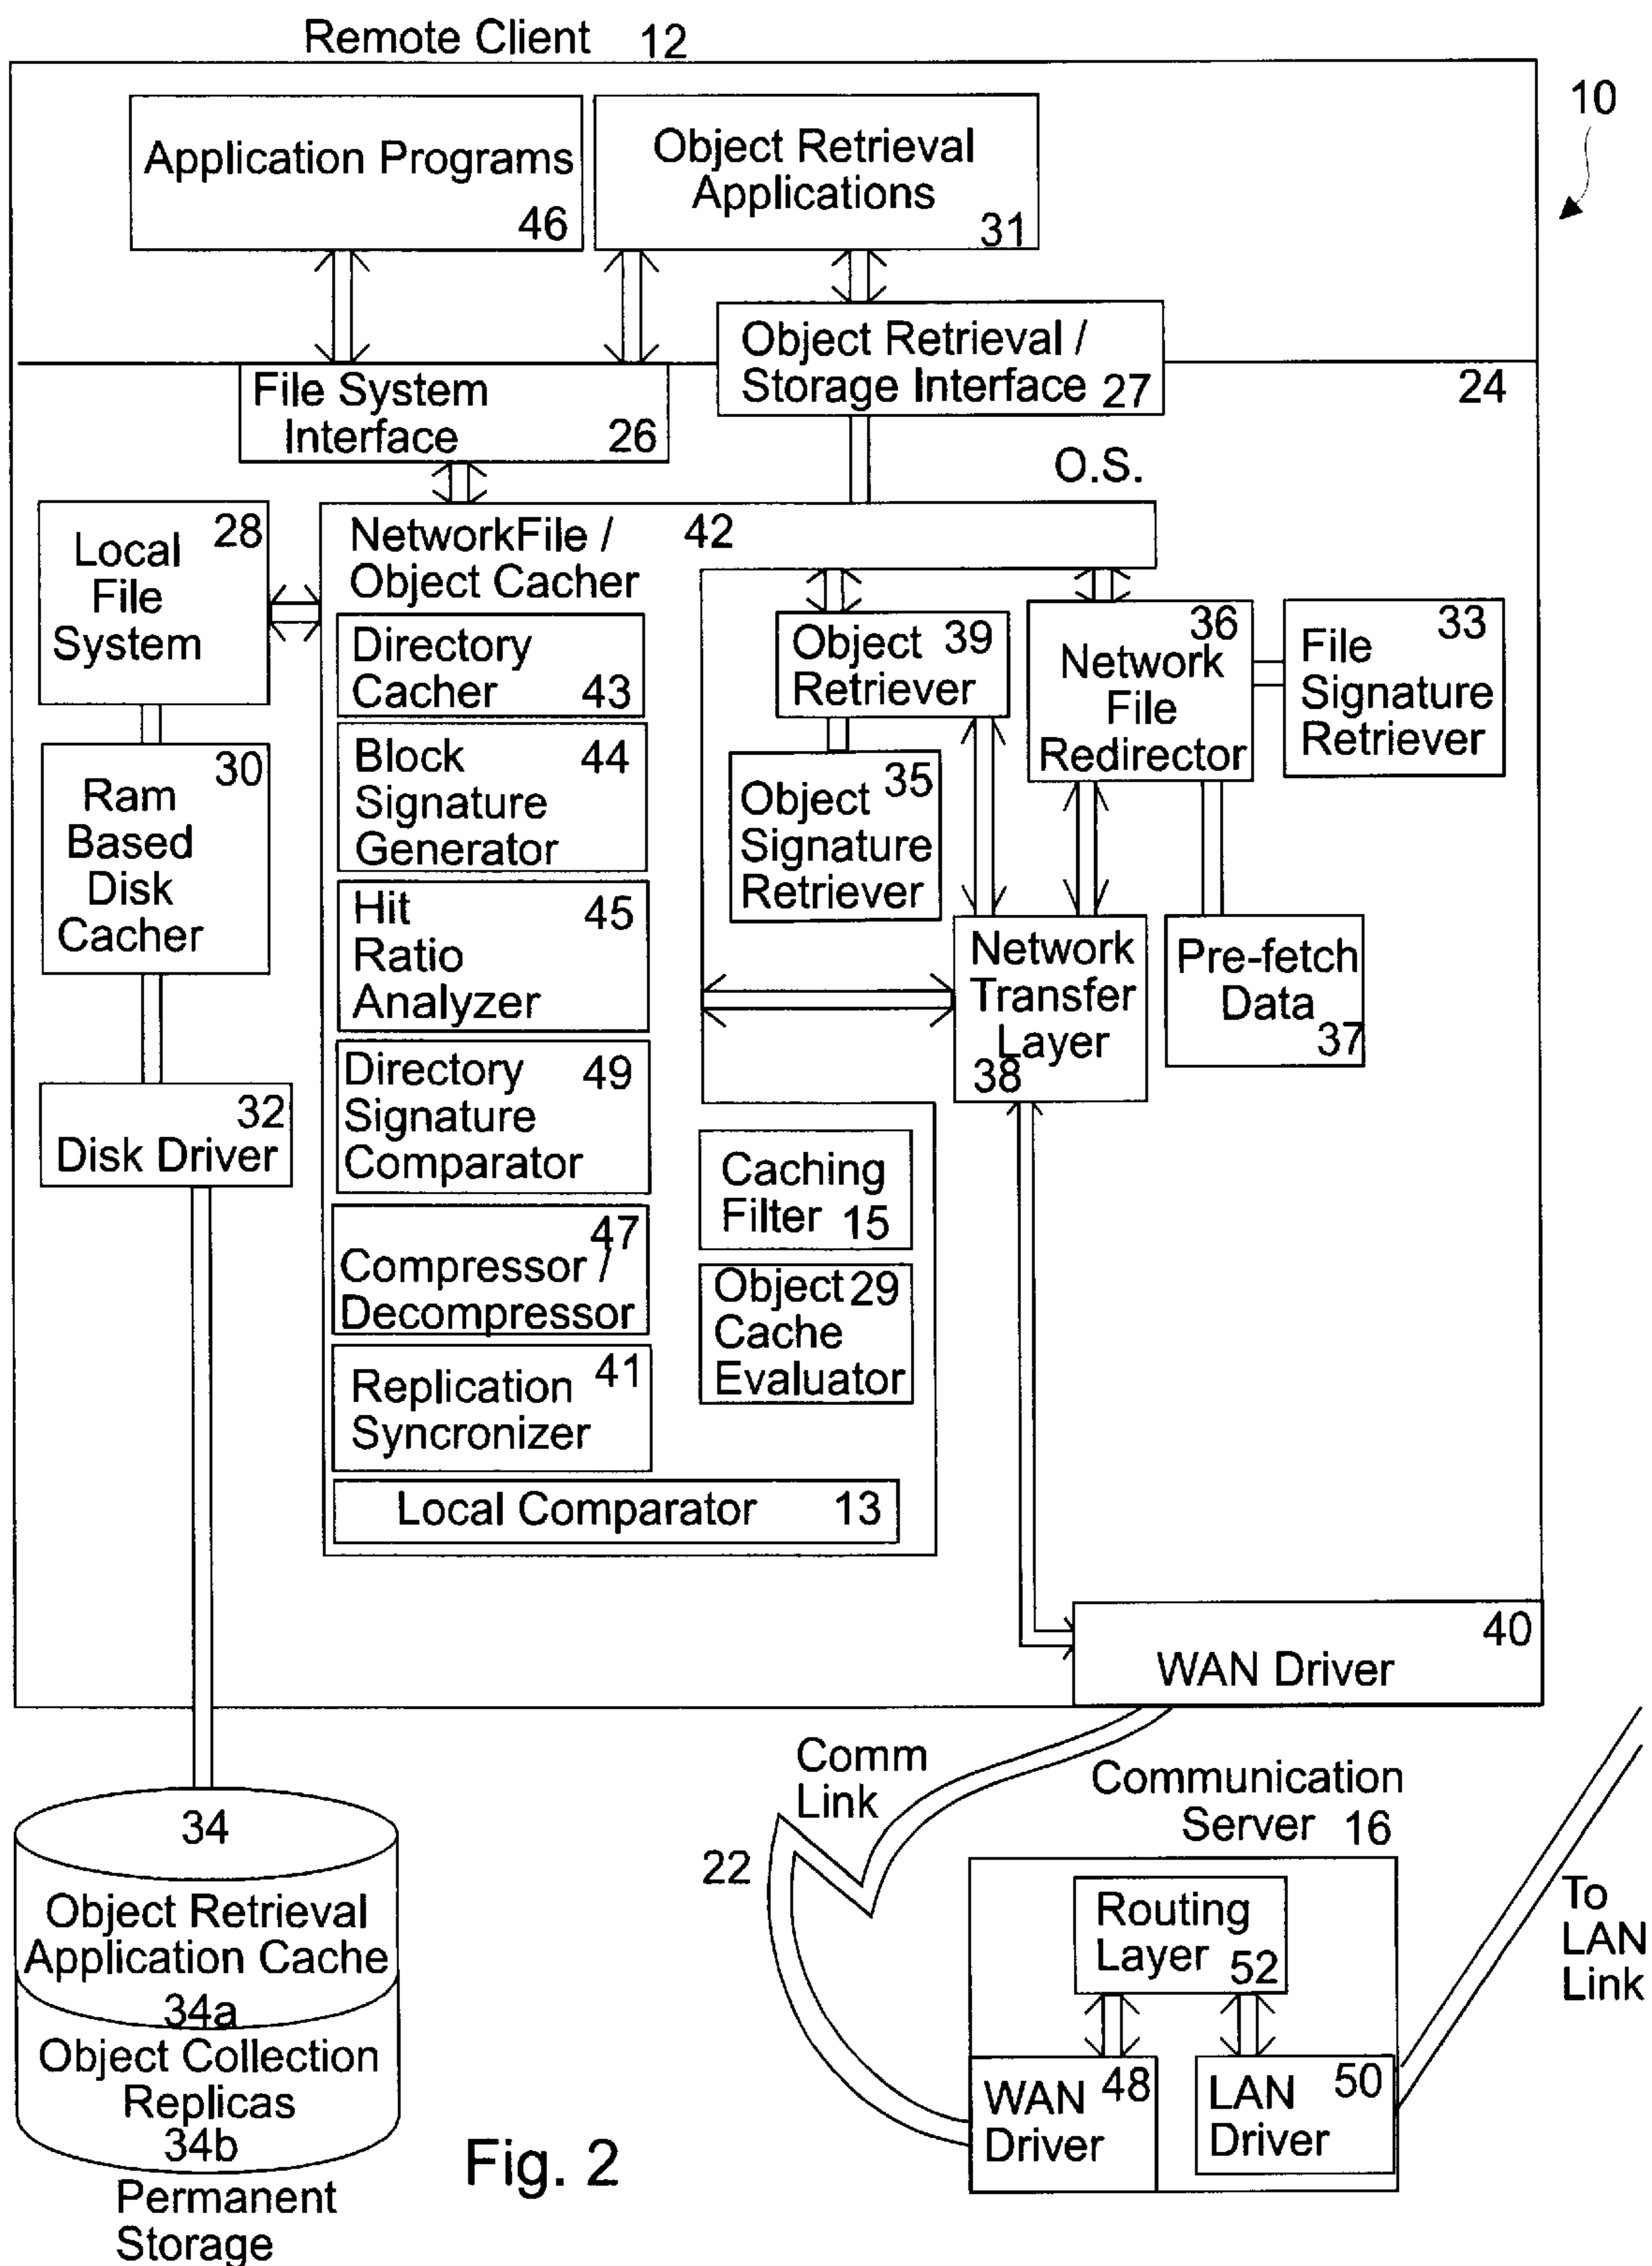 Remote Client 12
10
Application Programs
46
Object Retrieval
Applications
31
Object Retrieval /
Storage Interface 27
24
File System
Interface 26
O.S.
28
Local
File
System
NetworkFile / 42
Object Cacher
Directory
Cacher 43
Block 44
Signature
Generator
Hit 45
Ratio
Analyzer
Directory 49
Signature
Comparator
47
Compressor /
Decompressor
Replication 41
Syncronizer
Local Comparator 13
Caching
Filter 15
Object 29
Cache
Evaluator
Object 39
Retriever
Object 35
Signature
Retriever
36
Network
File
Redirector
33
File
Signature
Retriever
Network
Transfer
Layer
38
Pre-fetch
Data
37
30
Ram
Based
Disk
Cacher
32
Disk Driver
40
WAN Driver
34
Object Retrieval
Application Cache
34a
Object Collection
Replicas
34b
Permanent
Storage
Comm
Link
22
Communication
Server 16
Routing
Layer 52
WAN 48
Driver
LAN 50
Driver
To
LAN
Link
Fig. 2